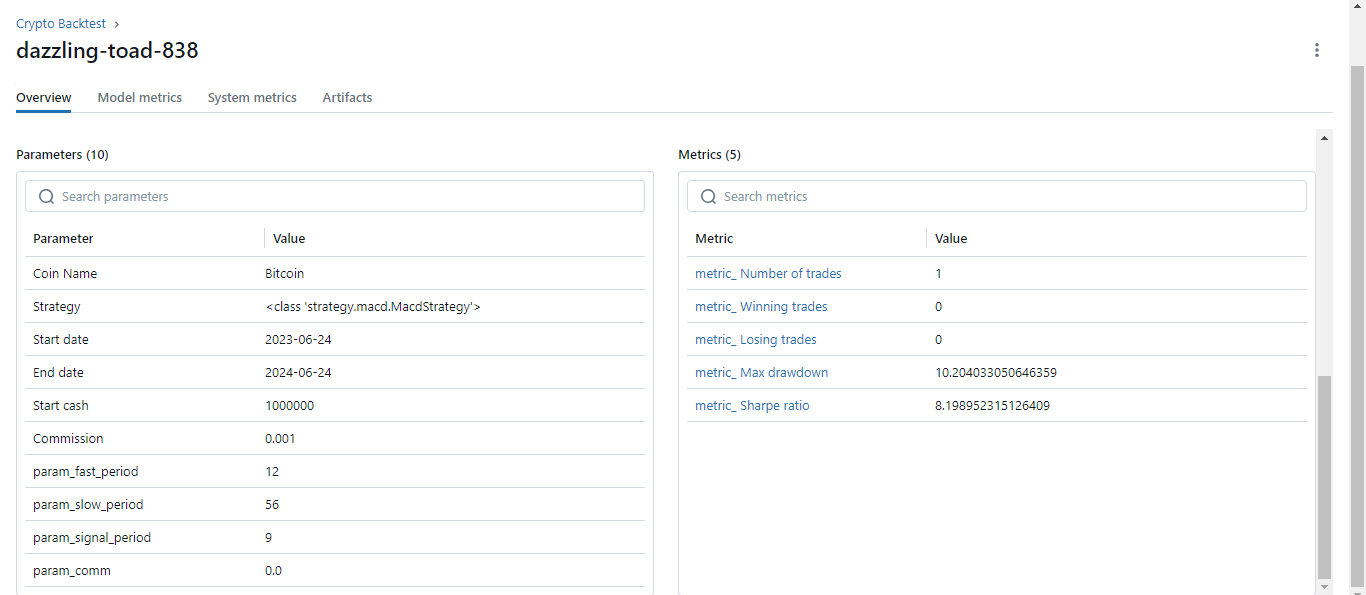 Crypto Backtest
dazzling-toad-838
Overview Model metrics System metrics Artifacts
Parameters (10)
Search parameters
Parameter Value
Coin Name Bitcoin
Strategy <class 'strategy.macd.MacdStrategy'>
Start date 2023-06-24
End date 2024-06-24
Start cash 1000000
Commission 0.001
param_fast_period 12
param_slow_period 56
param_signal_period 9
param_comm 0.0
Metrics (5)
Search metrics
Metric Value
metric_ Number of trades 1
metric_ Winning trades 0
metric_ Losing trades 0
metric_ Max drawdown 10.204033050646359
metric_ Sharpe ratio 8.198952315126409